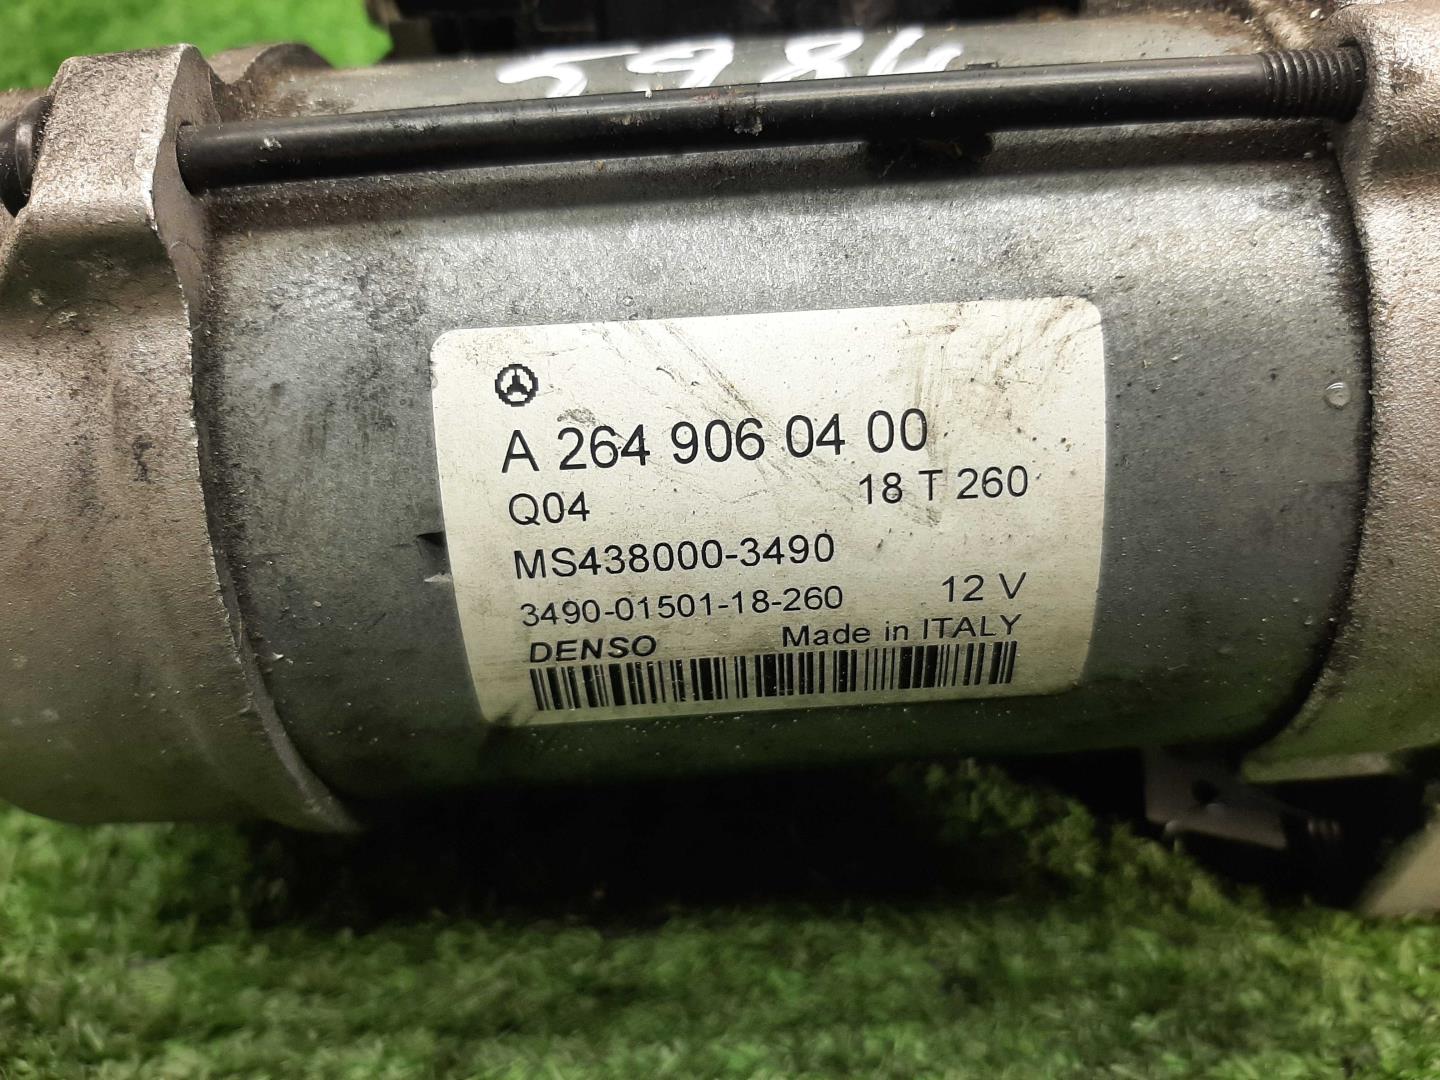 5984
A 264 906 04 00
Q04 18 T 260
MS438000-3490
3490-01501-18-260 12 V
DENSO Made in ITALY